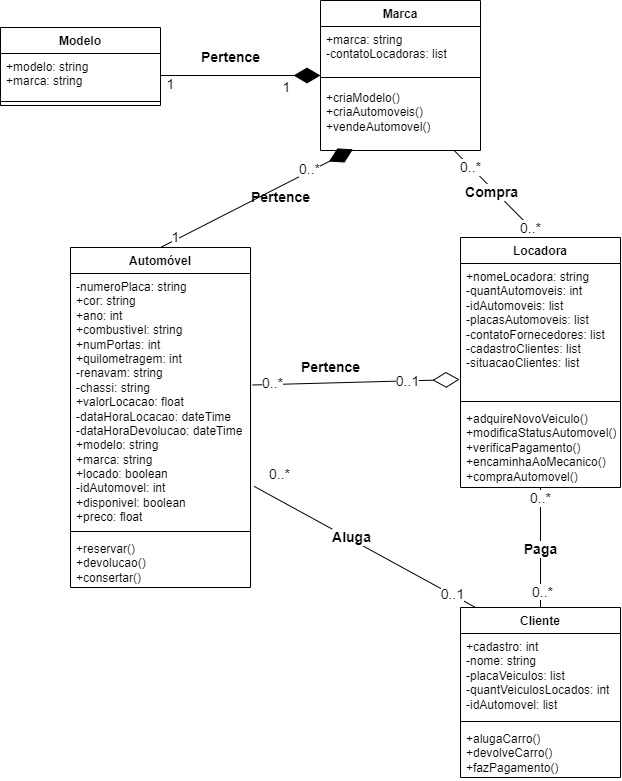 Marca
+marca: string
-contatoLocadoras: list
+criaModelo()
+criaAutomoveis()
+vendeAutomovel()
Modelo
+modelo: string
+marca: string
Pertence
1
1
0..*
Pertence
1
0..*
Compra
0..*
Automóvel
-numeroPlaca: string
+cor: string
+ano: int
+combustivel: string
+numPortas: int
+quilometragem: int
-renavam: string
-chassi: string
+valorLocacao: float
-dataHoraLocacao: dateTime
-dataHoraDevolucao: dateTime
+modelo: string
+marca: string
+locado: boolean
-idAutomovel: int
+disponivel: boolean
+preco: float
+reservar()
+devolucao()
+consertar()
Locadora
+nomeLocadora: string
-quantAutomoveis: int
-idAutomoveis: list
-placasAutomoveis: list
-contatoFornecedores: list
-cadastroClientes: list
-situacaoClientes: list
+adquireNovoVeiculo()
+modificaStatusAutomovel()
+verificaPagamento()
+encaminhaAoMecanico()
+compraAutomovel()
Pertence
0..*
0..1
0..*
Aluga
0..1
0..*
Paga
0..*
Cliente
+cadastro: int
-nome: string
-placaVeiculos: list
-quantVeiculosLocados: int
-idAutomovel: list
+alugaCarro()
+devolveCarro()
+fazPagamento()